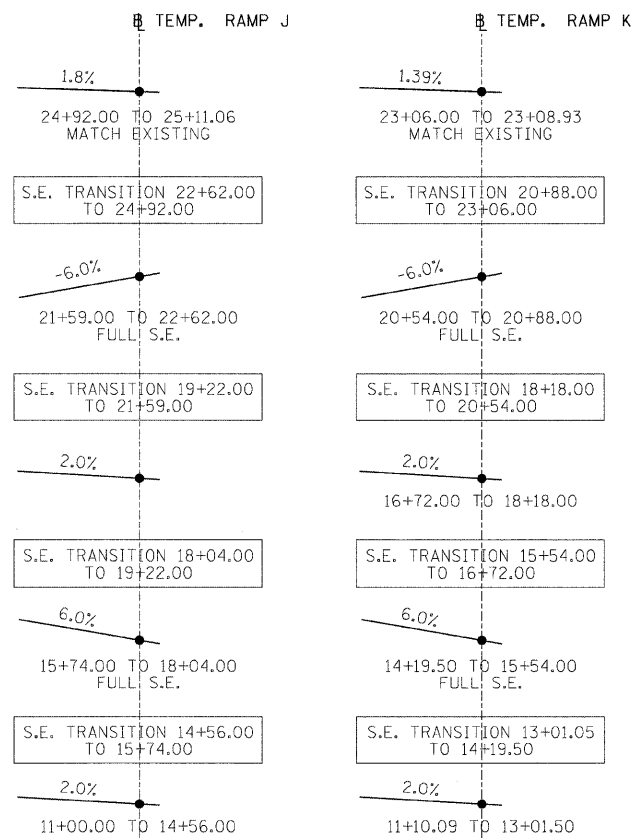 ℄ TEMP. RAMP J
1.8%
24+92.00 TO 25+11.06
MATCH EXISTING
S.E. TRANSITION 22+62.00
TO 24+92.00
-6.0%
21+59.00 TO 22+62.00
FULL S.E.
S.E. TRANSITION 19+22.00
TO 21+59.00
2.0%
S.E. TRANSITION 18+04.00
TO 19+22.00
6.0%
15+74.00 TO 18+04.00
FULL S.E.
S.E. TRANSITION 14+56.00
TO 15+74.00
2.0%
11+00.00 TO 14+56.00
℄ TEMP. RAMP K
1.39%
23+06.00 TO 23+08.93
MATCH EXISTING
S.E. TRANSITION 20+88.00
TO 23+06.00
-6.0%
20+54.00 TO 20+88.00
FULL S.E.
S.E. TRANSITION 18+18.00
TO 20+54.00
2.0%
16+72.00 TO 18+18.00
S.E. TRANSITION 15+54.00
TO 16+72.00
6.0%
14+19.50 TO 15+54.00
FULL S.E.
S.E. TRANSITION 13+01.05
TO 14+19.50
2.0%
11+10.09 TO 13+01.50